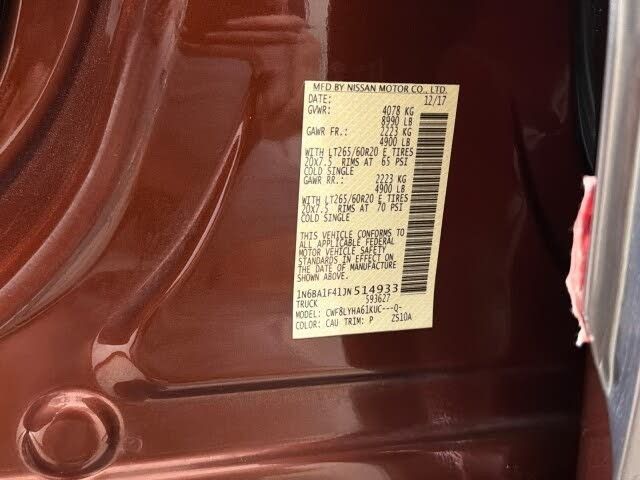 MFD BY NISSAN MOTOR CO., LTD.
DATE: 12/17
GVWR: 4078 KG
8990 LB
GAWR FR.: 2223 KG
4900 LB
WITH LT265/60R20 E TIRES
20x7.5 RIMS AT 65 PSI
COLD SINGLE
GAWR RR.: 2223 KG
4900 LB
WITH LT265/60R20 E TIRES
20x7.5 RIMS AT 70 PSI
COLD SINGLE
THIS VEHICLE CONFORMS TO
ALL APPLICABLE FEDERAL
MOTOR VEHICLE SAFETY
STANDARDS IN EFFECT ON
THE DATE OF MANUFACTURE
SHOWN ABOVE.
1N6BA1F41JN514933
TRUCK 593627
MODEL: CWF8LYHA61KUC---Q-
COLOR: CAU TRIM: P ZS10A